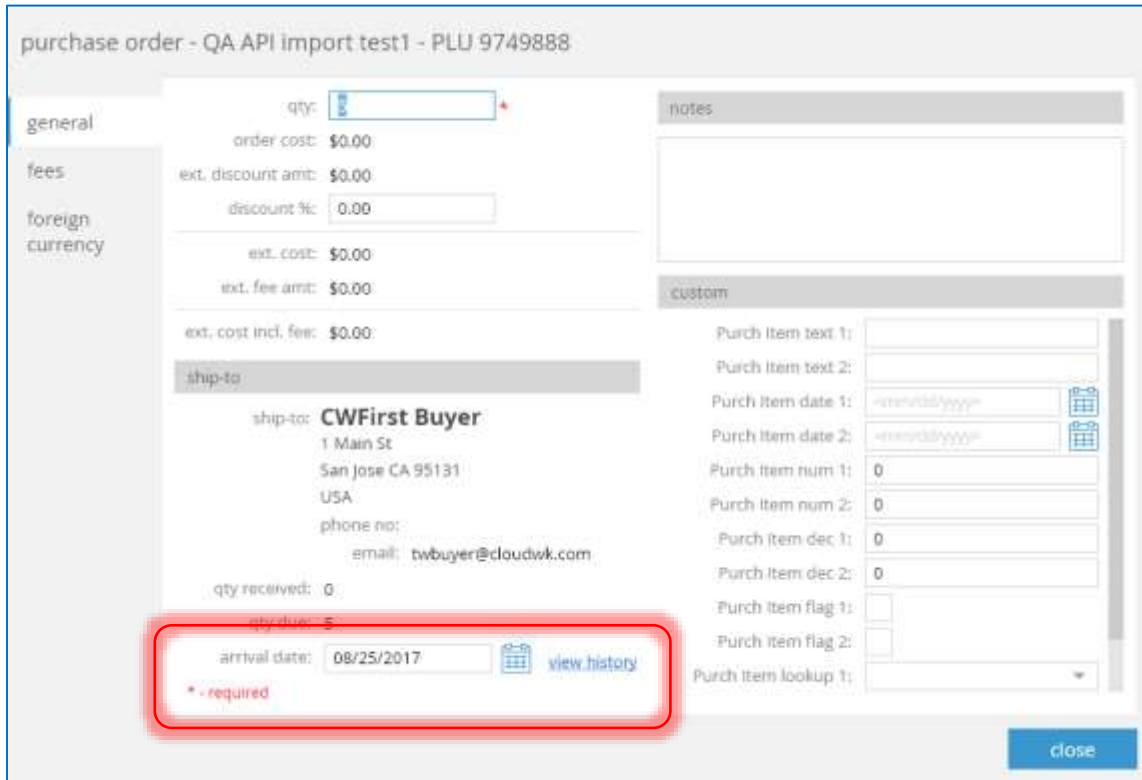 purchase order - QA API import test1 - PLU 9749888
general
fees
foreign
currency
qty: *
order cost: $0.00
ext. discount amt: $0.00
discount %: 0.00
ext. cost: $0.00
ext. fee amt: $0.00
ext. cost incl. fee: $0.00
ship-to
ship-to: CWFirst Buyer
1 Main St
San Jose CA 95131
USA
phone no:
email: twbuyer@cloudwk.com
qty received: 0
qty due: 5
arrival date: 08/25/2017 view history
* - required
notes
custom
Purch Item text 1:
Purch Item text 2:
Purch Item date 1: <mm/dd/yyyy>
Purch Item date 2: <mm/dd/yyyy>
Purch Item num 1: 0
Purch Item num 2: 0
Purch Item dec 1: 0
Purch Item dec 2: 0
Purch Item flag 1:
Purch Item flag 2:
Purch Item lookup 1:
close